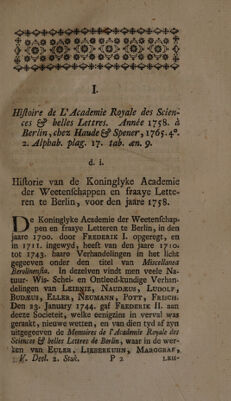 I.
Histoire de L'Academie Royale des Scien-
ces & belles Lettres. Année 1758. à
Berlin, chez Haude & Spener, 1765. 4°.
2. Alphab. plag. 17. tab. æn. 9.
d. i.
Historie van de Koninglyke Academie
der Weetenschappen en fraaye Lette-
ren te Berlin, voor den jaare 1758.
De Koninglyke Academie der Weetenschap-
pen en fraaye Letteren te Berlin, in den
jaare 1700. door FREDERIK I. opgeregt, en
in 1711. ingewyd, heeft van den jaare 1710.
tot 1743. haare Verhandelingen in het licht
gegeeven onder den titel van Miscellanea
Berolinensia. In dezelven vindt men veele Na-
tuur- Wis- Schei- en Ontleed-kundige Verhan-
delingen van LEIBNIZ, NAUDÆUS, LUDOLF,
BUDÆUS, ELLER, NEUMANN, POTT, FRISCH.
Den 23. January 1744. gaf FREDERIK II. aan
deeze Societeit, welke eenigzins in verval was
geraakt, nieuwe wetten, en van dien tyd af zyn
uitgegeeven de Memoires de l'Academie Royale des
Sciences & belles Lettres de Berlin, waar in de wer-
ken van EULER, LIEBERKUHN, MARGGRAF,
I. Deel. 2. Stuk. P 2 LEH-